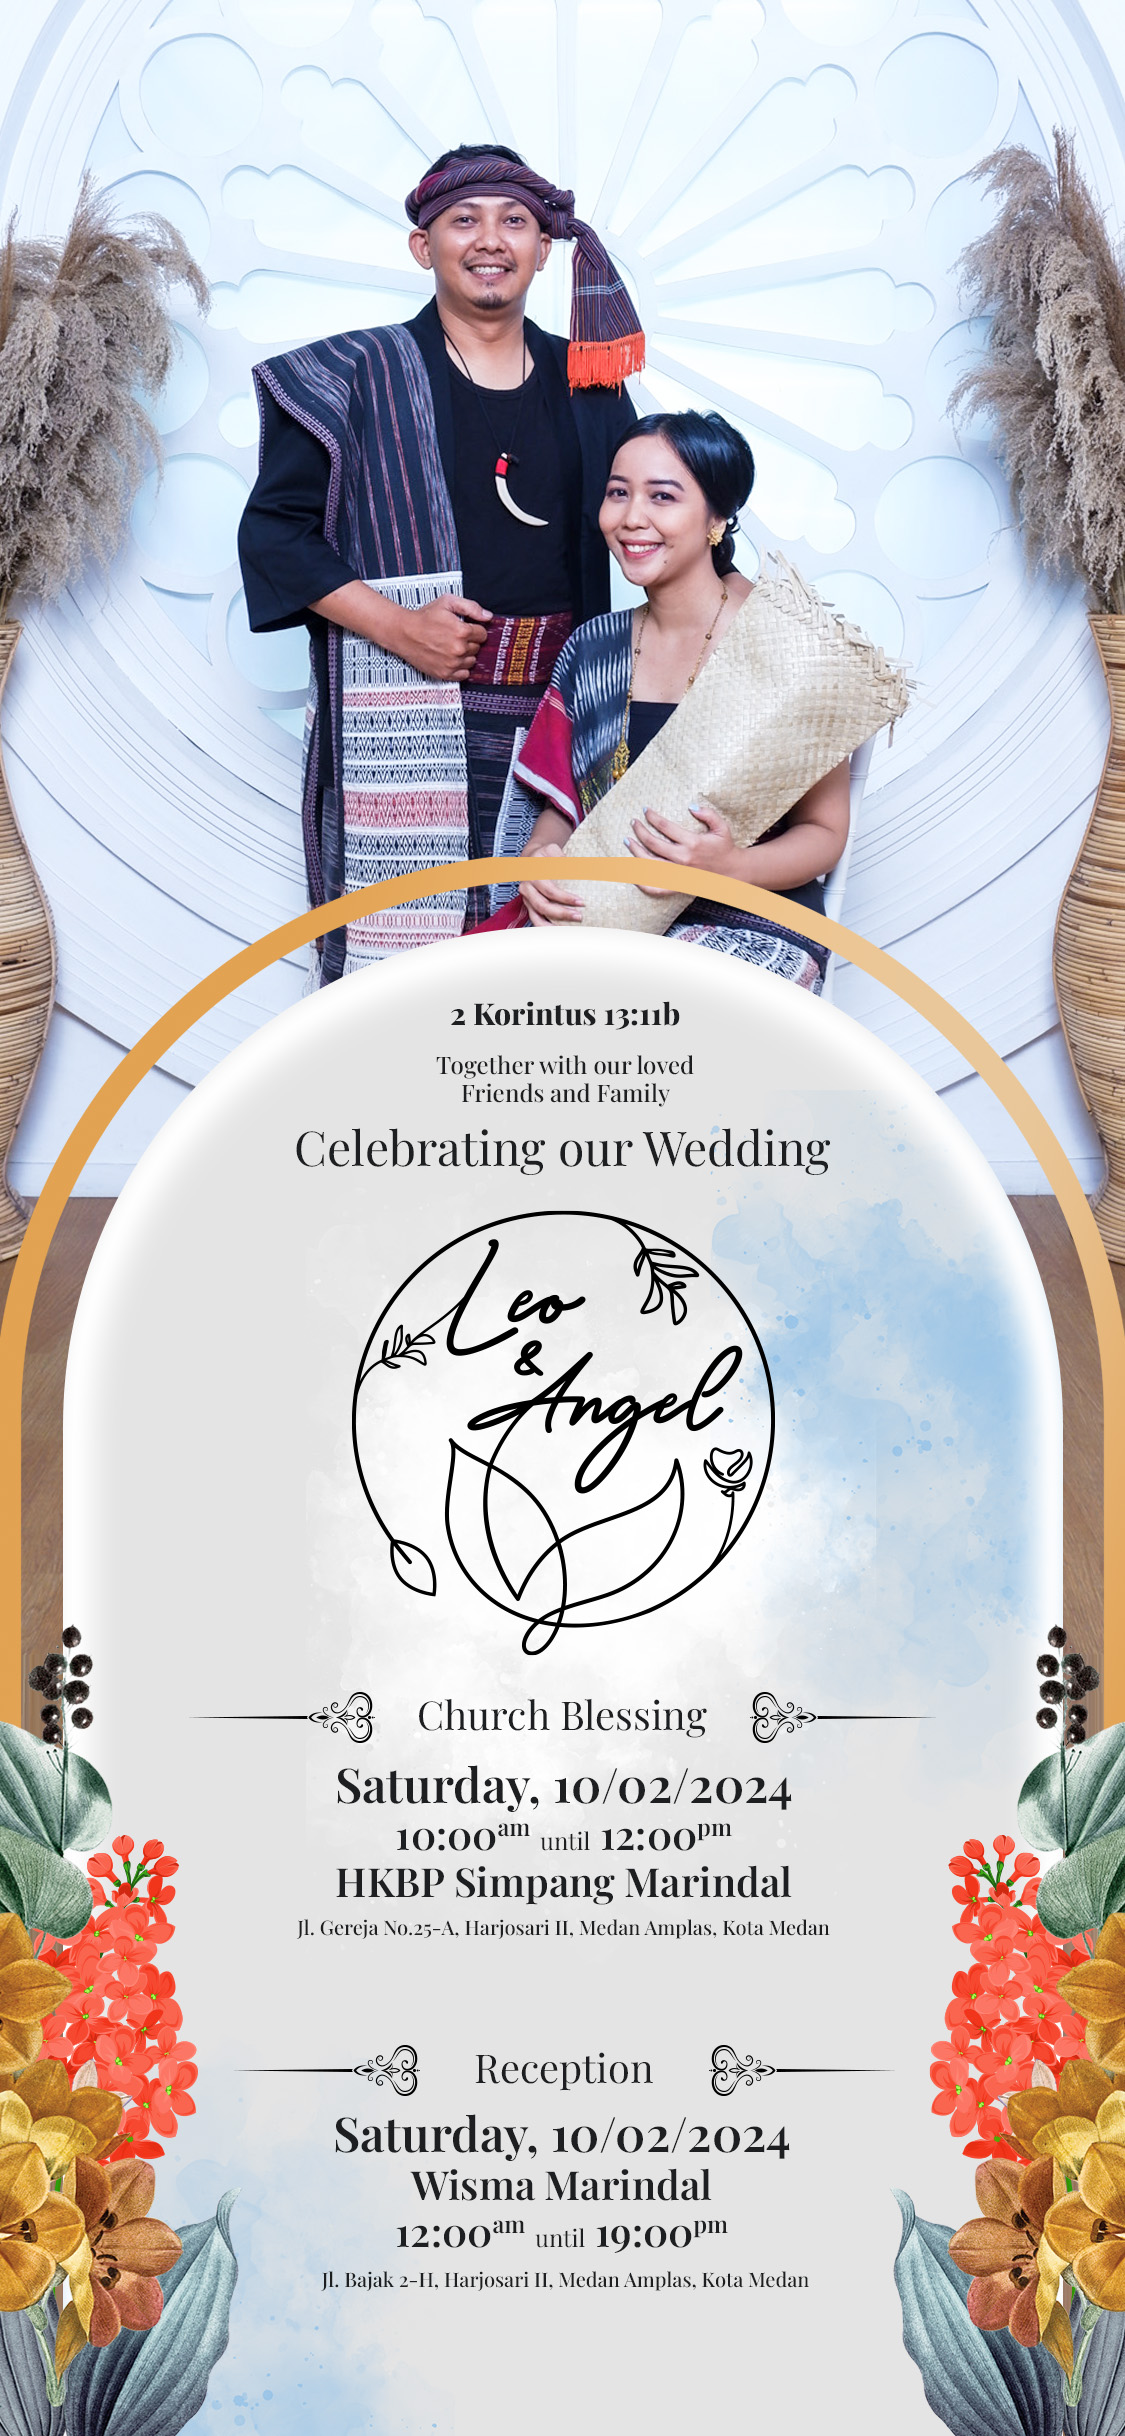 2 Korintus 13:11b
Together with our loved
Friends and Family
Celebrating our Wedding
Leo
&
Angel
Church Blessing
Saturday, 10/02/2024
10:00am until 12:00pm
HKBP Simpang Marindal
Jl. Gereja No.25-A, Harjosari II, Medan Amplas, Kota Medan
Reception
Saturday, 10/02/2024
Wisma Marindal
12:00am until 19:00pm
Jl. Bajak 2-H, Harjosari II, Medan Amplas, Kota Medan